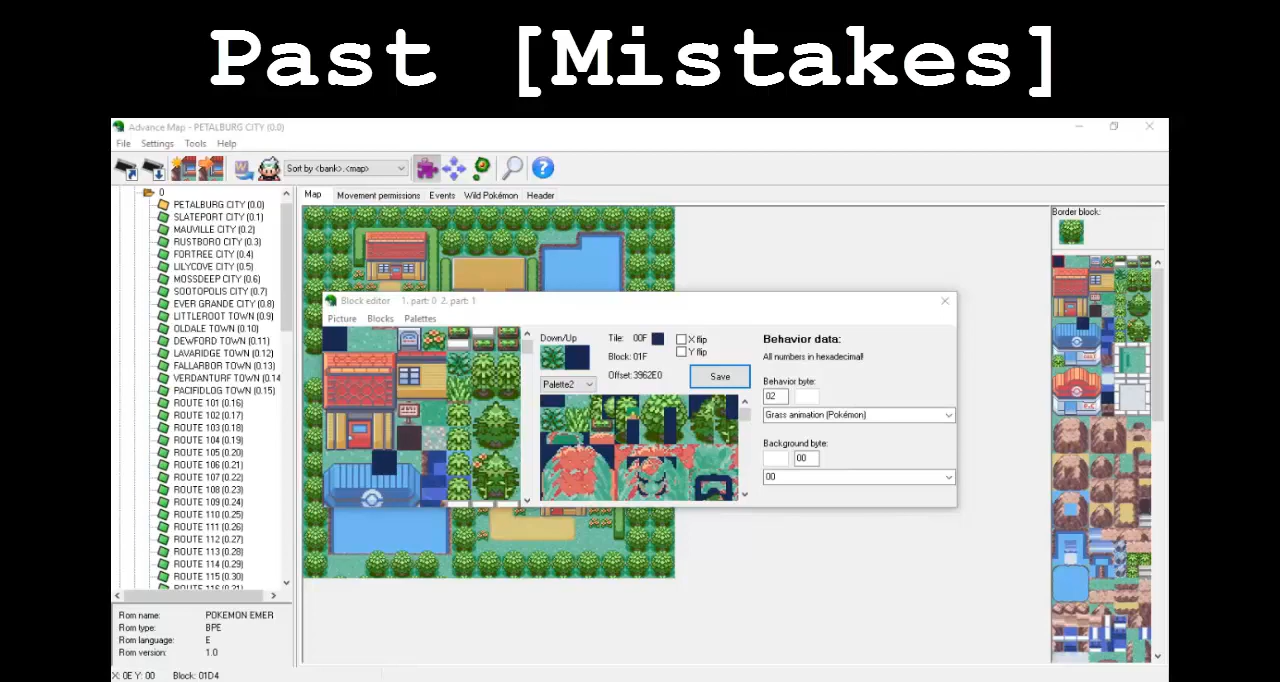 Past [Mistakes]
Advance Map - PETALBURG CITY (0.0)
File Settings Tools Help
Sort by <bank>,<map>
0
PETALBURG CITY (0.0)
SLATEPORT CITY (0.1)
MAUVILLE CITY (0.2)
RUSTBORO CITY (0.3)
FORTREE CITY (0.4)
LILYCOVE CITY (0.5)
MOSSDEEP CITY (0.6)
SOOTOPOLIS CITY (0.7)
EVER GRANDE CITY (0.8)
LITTLEROOT TOWN (0.9)
OLDALE TOWN (0.10)
DEWFORD TOWN (0.11)
LAVARIDGE TOWN (0.12)
FALLARBOR TOWN (0.13)
VERDANTURF TOWN (0.14
PACIFIDLOG TOWN (0.15)
ROUTE 101 (0.16)
ROUTE 102 (0.17)
ROUTE 103 (0.18)
ROUTE 104 (0.19)
ROUTE 105 (0.20)
ROUTE 106 (0.21)
ROUTE 107 (0.22)
ROUTE 108 (0.23)
ROUTE 109 (0.24)
ROUTE 110 (0.25)
ROUTE 111 (0.26)
ROUTE 112 (0.27)
ROUTE 113 (0.28)
ROUTE 114 (0.29)
ROUTE 115 (0.30)
Rom name: POKEMON EMER
Rom type: BPE
Rom language: E
Rom version: 1.0
X: 0E Y: 00 Block: 01D4
Map Movement permissions Events Wild Pokémon Header
Block editor 1. part: 0 2. part: 1
Picture Blocks Palettes
Down/Up
Palette2
Tile: 00F
Block: 01F
Offset: 3962E0
X flip
Y flip
Save
Behavior data:
All numbers in hexadecimal!
Behavior byte:
02
Grass animation (Pokémon)
Background byte:
00
00
Border block: